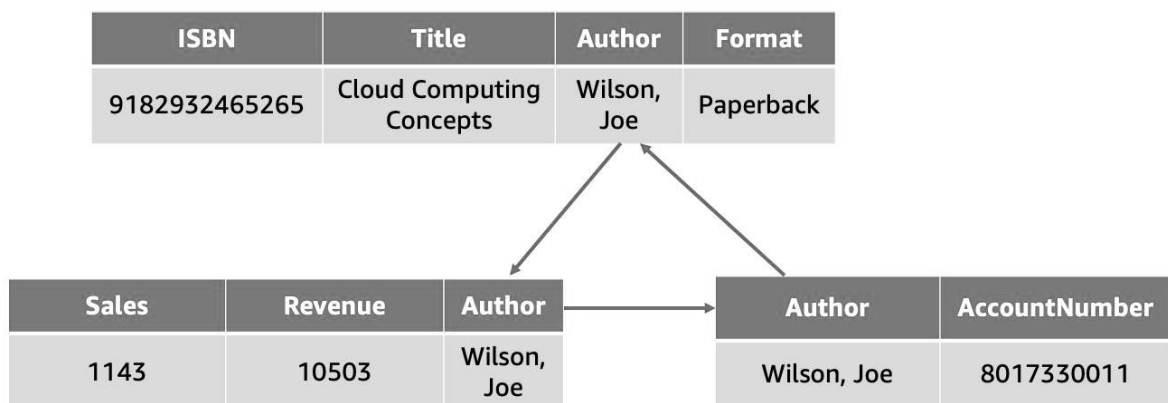 ISBN Title Author Format
9182932465265 Cloud Computing Concepts Wilson, Joe Paperback
Sales Revenue Author
1143 10503 Wilson, Joe
Author AccountNumber
Wilson, Joe 8017330011